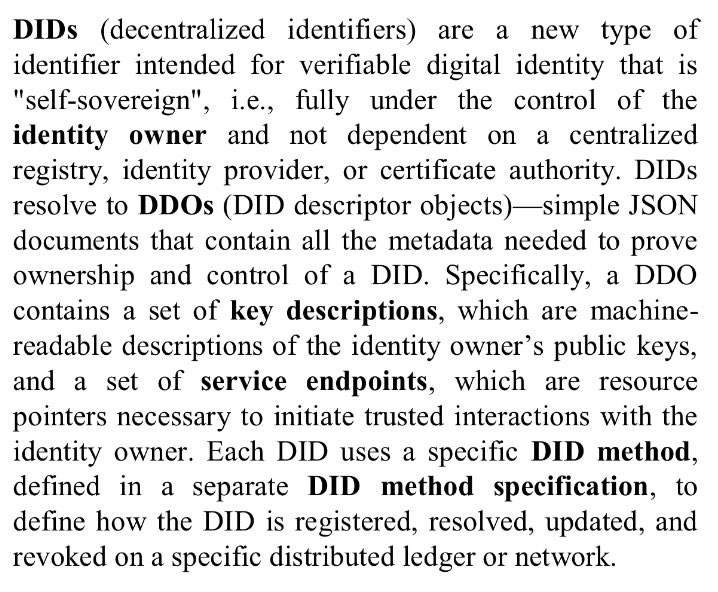 DIDs (decentralized identifiers) are a new type of
identifier intended for verifiable digital identity that is
"self-sovereign", i.e., fully under the control of the
identity owner and not dependent on a centralized
registry, identity provider, or certificate authority. DIDs
resolve to DDOs (DID descriptor objects)—simple JSON
documents that contain all the metadata needed to prove
ownership and control of a DID. Specifically, a DDO
contains a set of key descriptions, which are machine-
readable descriptions of the identity owner’s public keys,
and a set of service endpoints, which are resource
pointers necessary to initiate trusted interactions with the
identity owner. Each DID uses a specific DID method,
defined in a separate DID method specification, to
define how the DID is registered, resolved, updated, and
revoked on a specific distributed ledger or network.